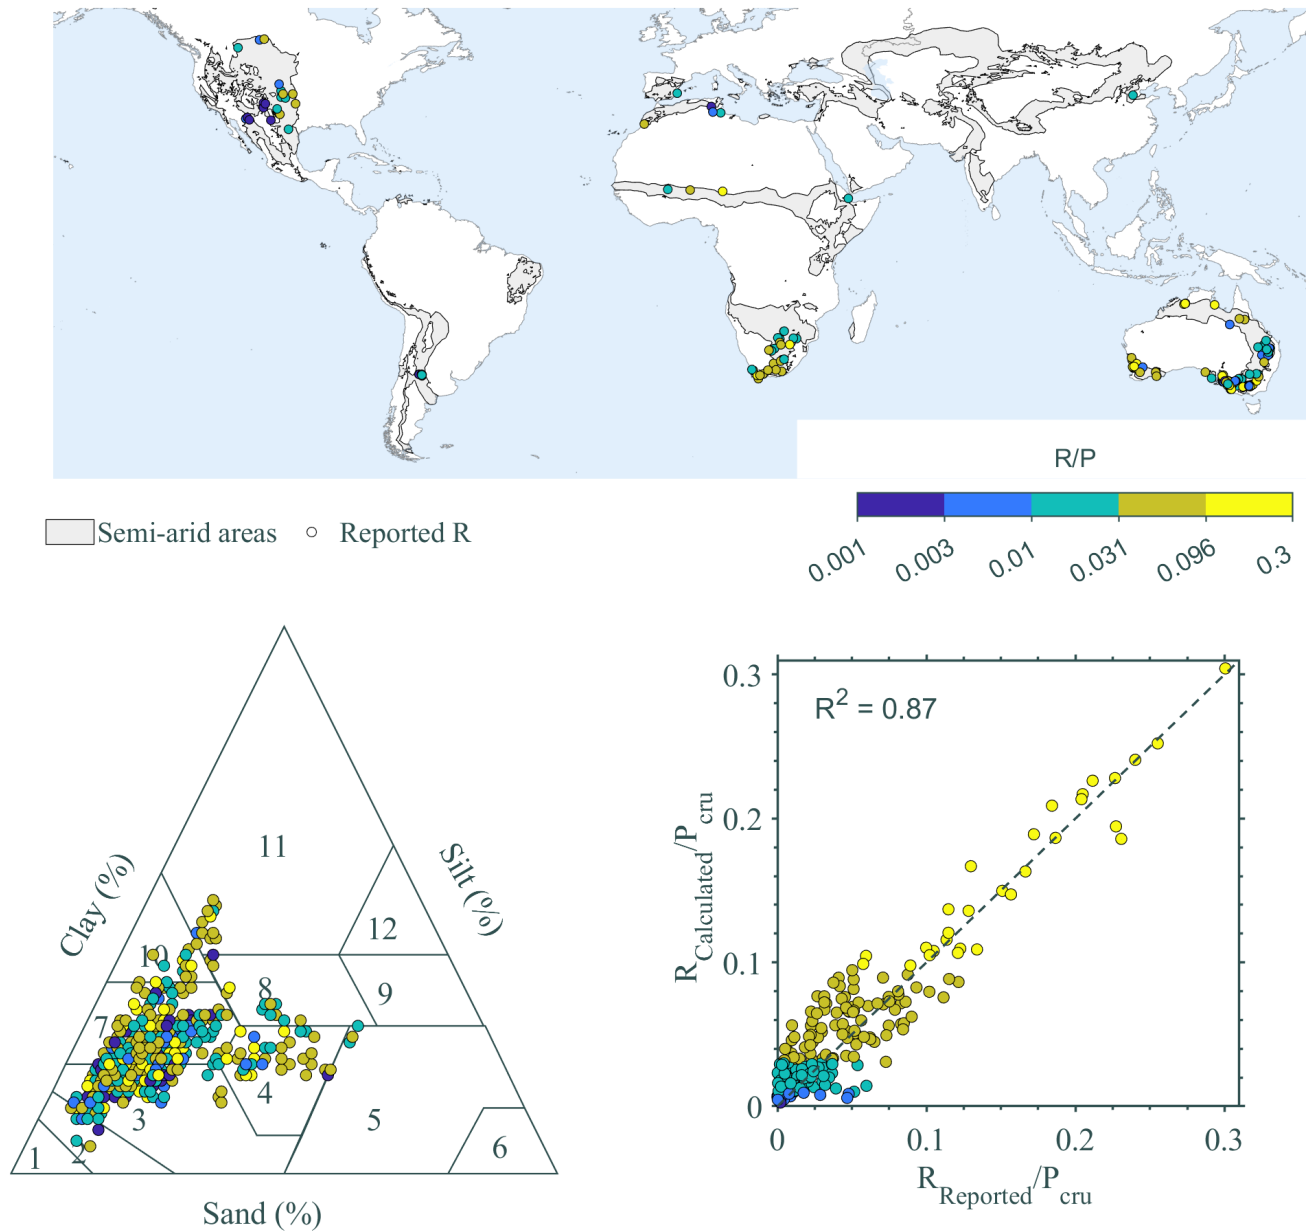 R/P
Semi-arid areas
Reported R
0.001 0.003 0.01 0.031 0.096 0.3
11
12
10
8
9
7
4
3
5
6
1
2
Clay (%)
Silt (%)
Sand (%)
R² = 0.87
0.3
0.2
0.1
0
0 0.1 0.2 0.3
R_Calculated/P_cru
R_Reported/P_cru